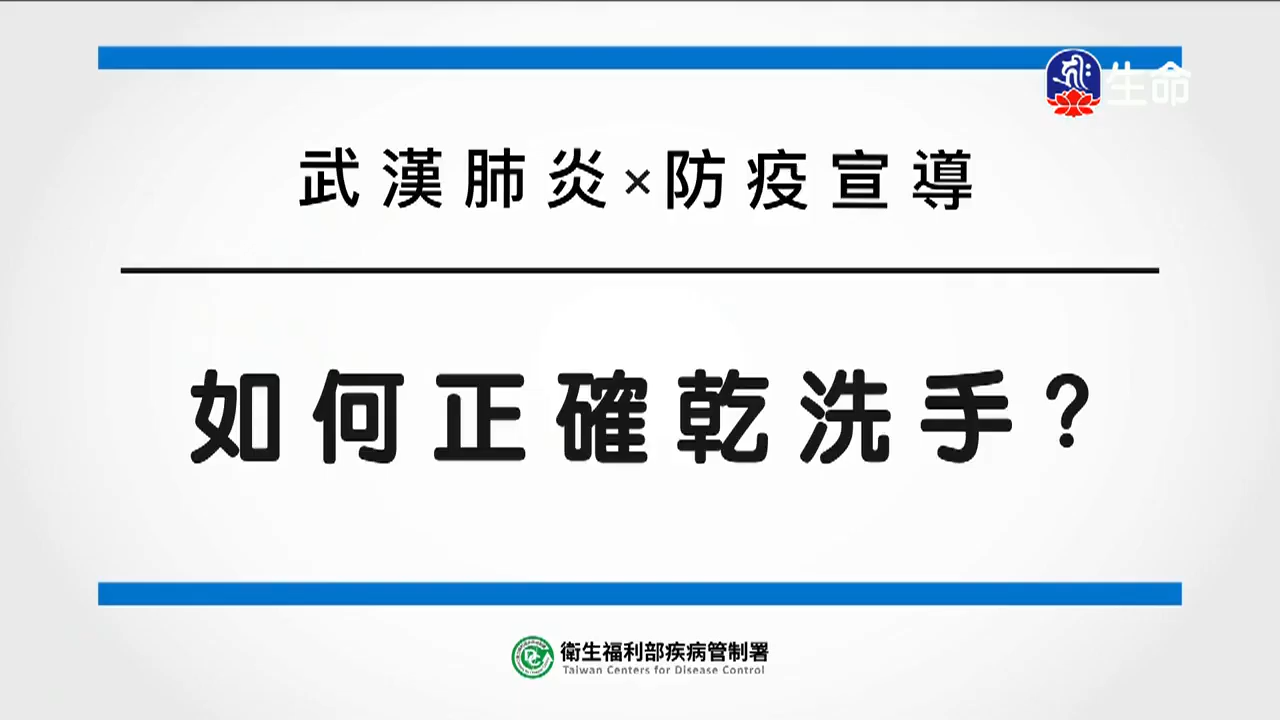 生命
武漢肺炎×防疫宣導
如何正確乾洗手?
衛生福利部疾病管制署
Taiwan Centers for Disease Control